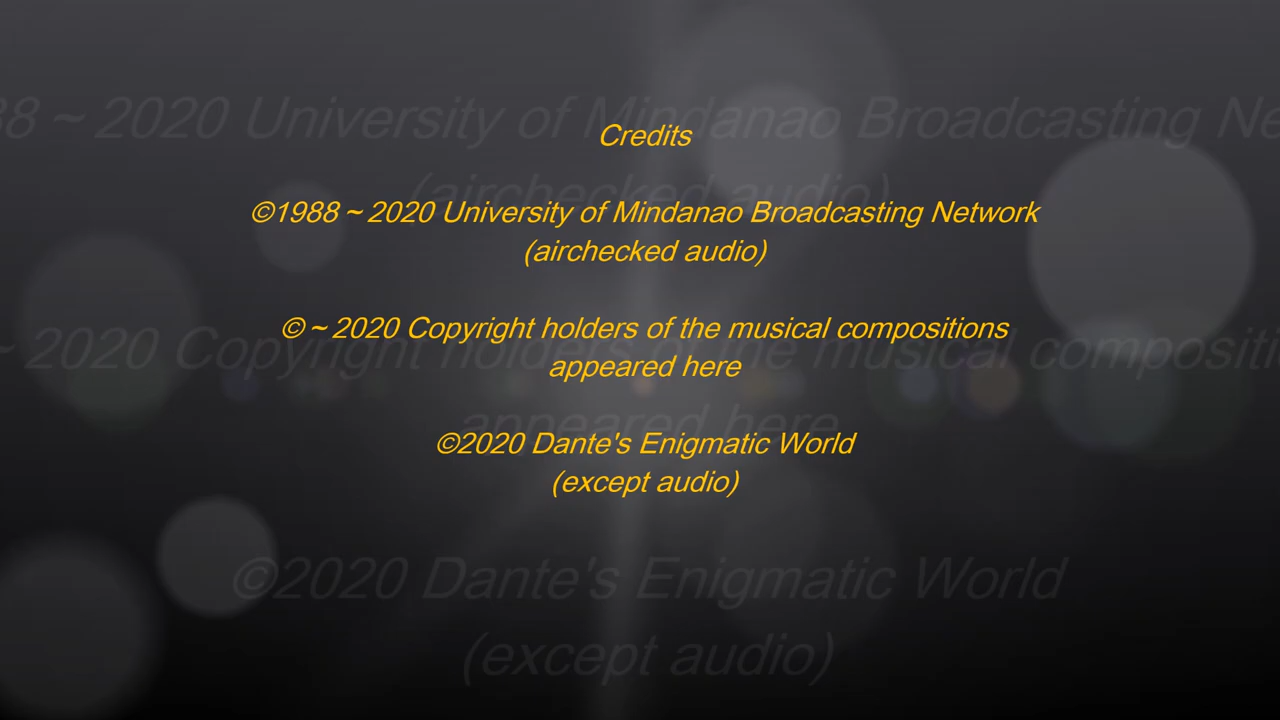 Credits
©1988 ~ 2020 University of Mindanao Broadcasting Network
(airchecked audio)
© ~ 2020 Copyright holders of the musical compositions
appeared here
©2020 Dante's Enigmatic World
(except audio)